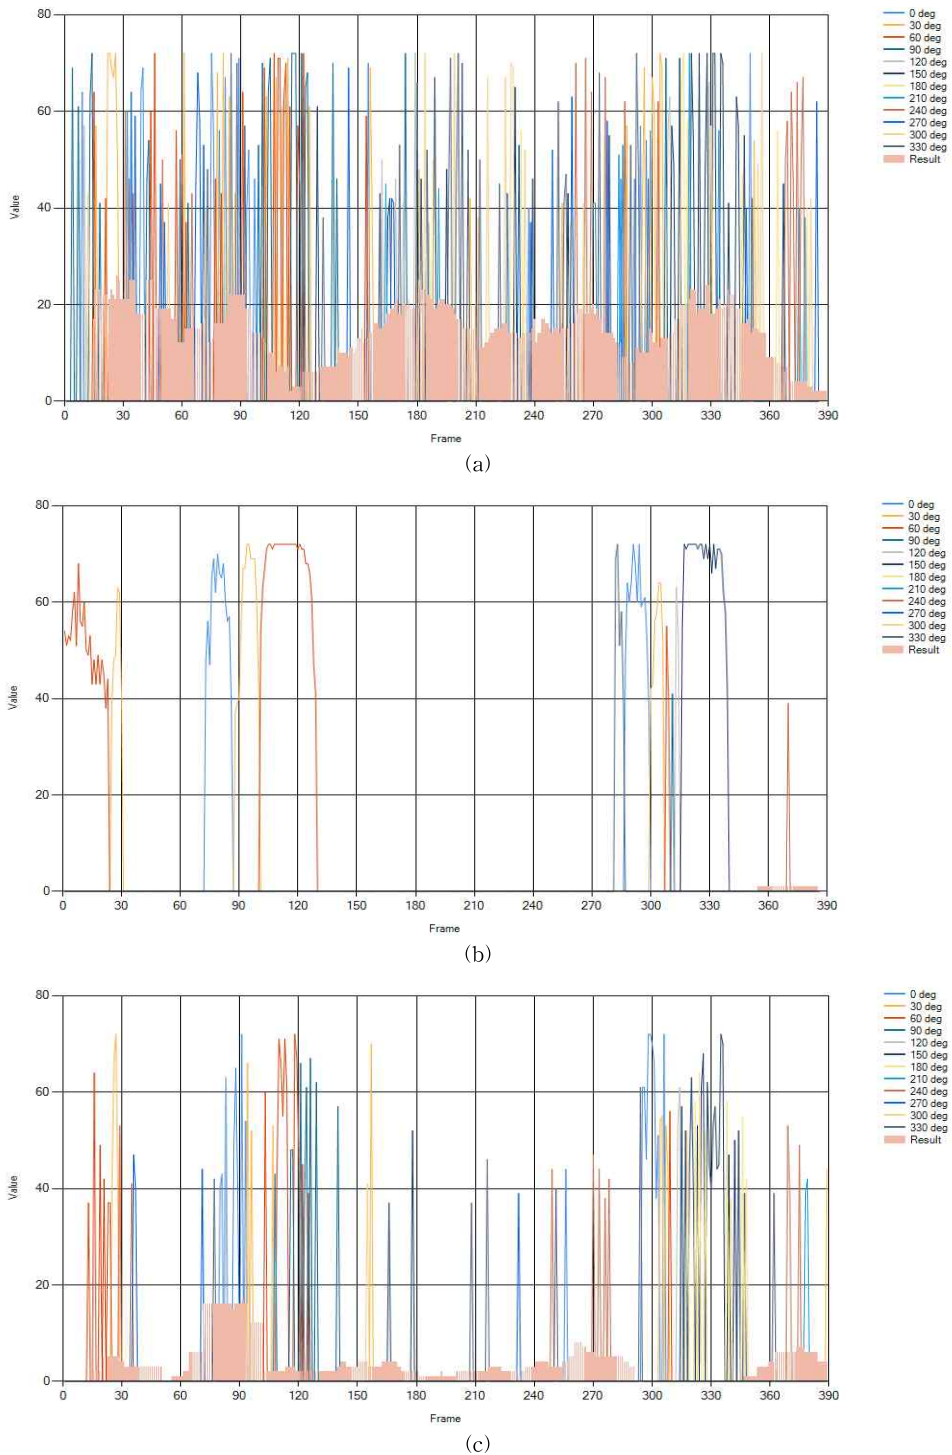 80
60
40
20
0
Value
0 30 60 90 120 150 180 210 240 270 300 330 360 390
Frame
0 deg
30 deg
60 deg
90 deg
120 deg
150 deg
180 deg
210 deg
240 deg
270 deg
300 deg
330 deg
Result
(a)
80
60
40
20
0
Value
0 30 60 90 120 150 180 210 240 270 300 330 360 390
Frame
0 deg
30 deg
60 deg
90 deg
120 deg
150 deg
180 deg
210 deg
240 deg
270 deg
300 deg
330 deg
Result
(b)
80
60
40
20
0
Value
0 30 60 90 120 150 180 210 240 270 300 330 360 390
Frame
0 deg
30 deg
60 deg
90 deg
120 deg
150 deg
180 deg
210 deg
240 deg
270 deg
300 deg
330 deg
Result
(c)